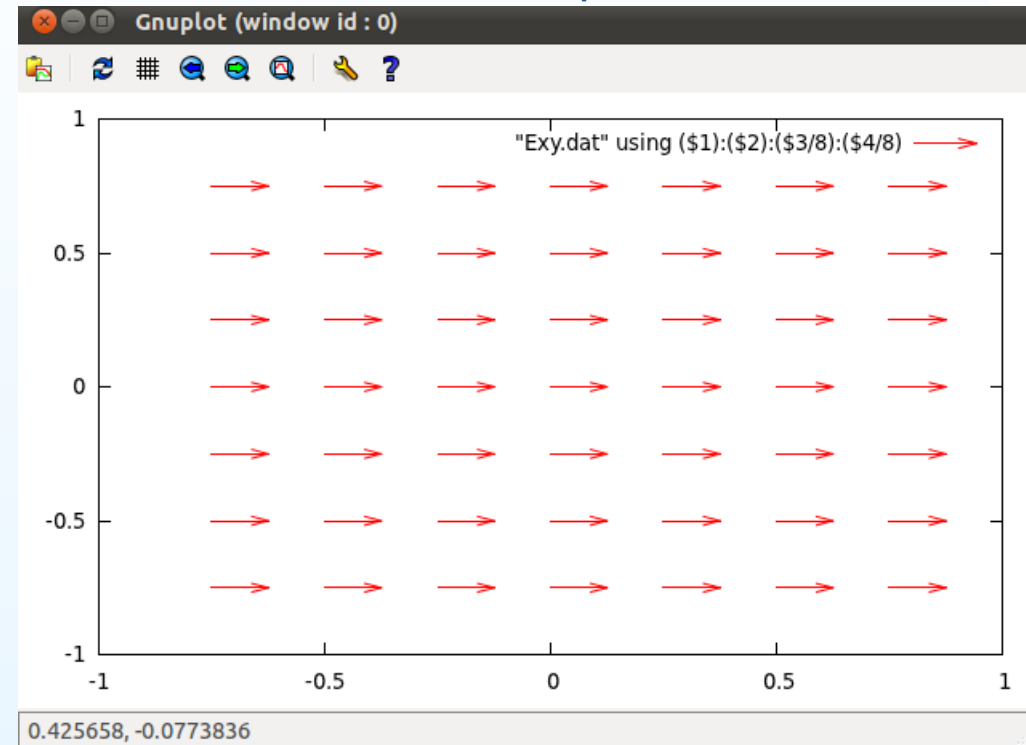 Gnuplot (window id : 0)
1
"Exy.dat" using ($1):($2):($3/8):($4/8)
0.5
0
-0.5
-1
-1 -0.5 0 0.5 1
0.425658, -0.0773836